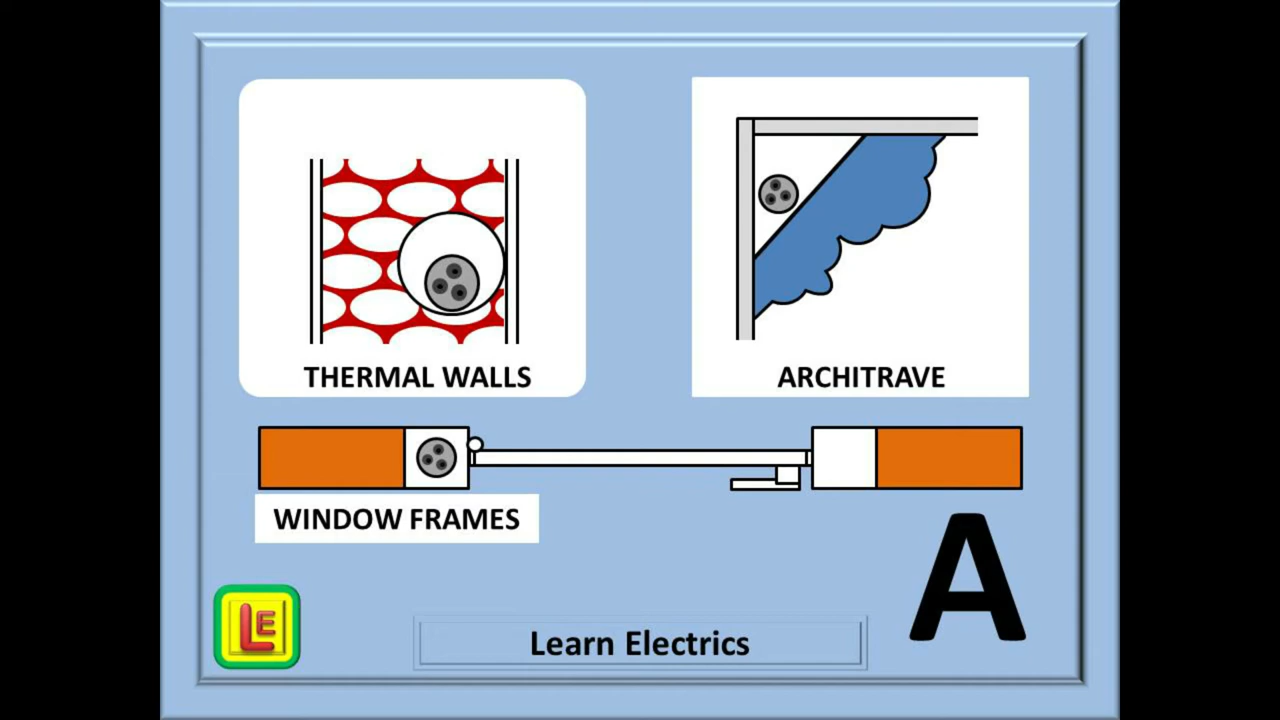 THERMAL WALLS
ARCHITRAVE
WINDOW FRAMES
A
LE
Learn Electrics